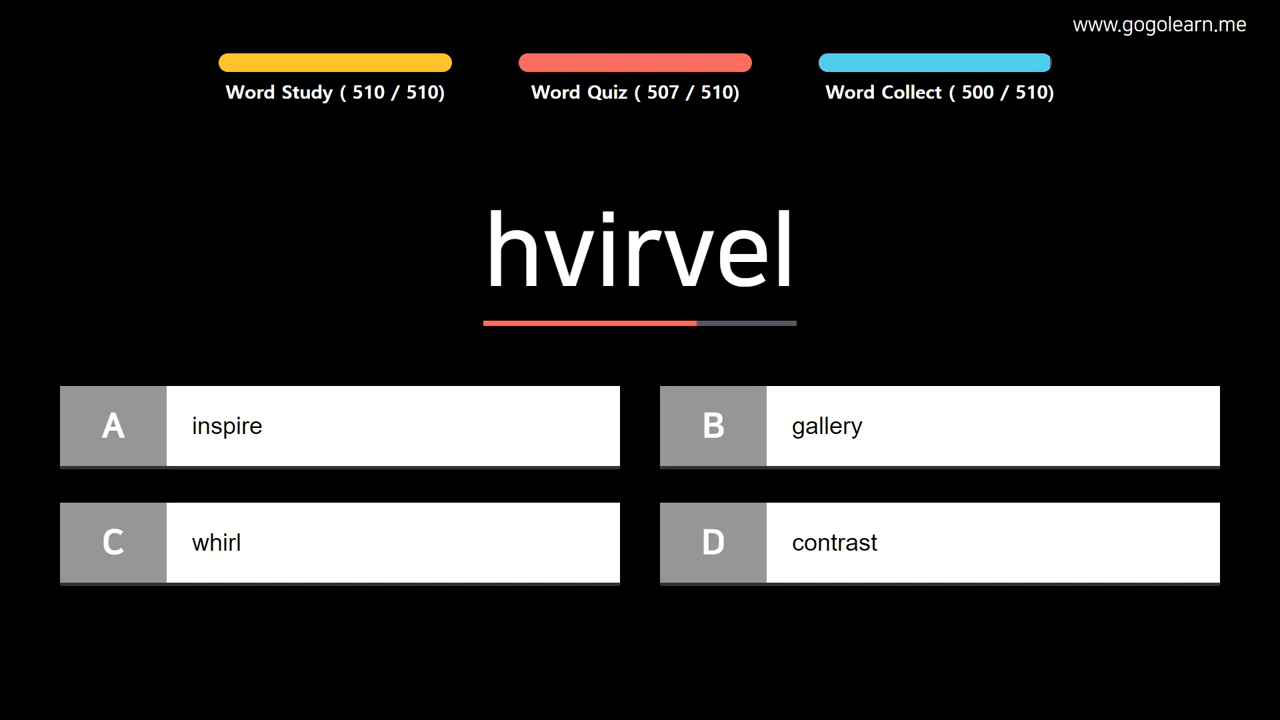 www.gogolearn.me
Word Study ( 510 / 510)
Word Quiz ( 507 / 510)
Word Collect ( 500 / 510)
hvirvel
A inspire
B gallery
C whirl
D contrast